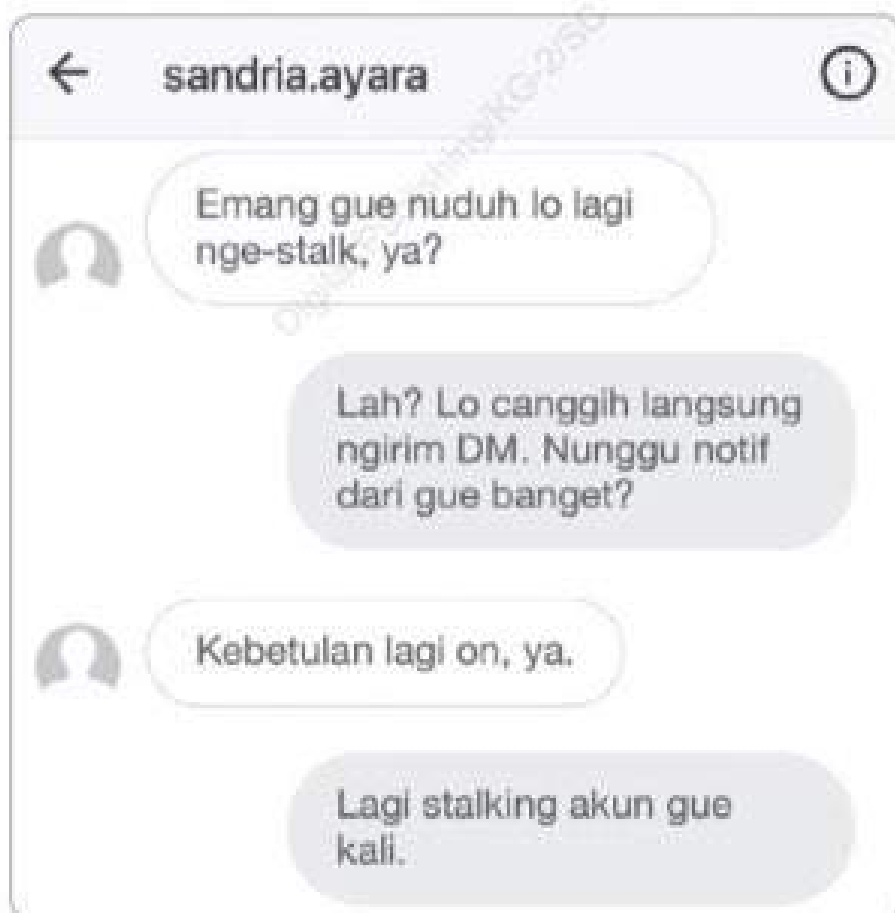 sandria.ayara
Emang gue nuduh lo lagi
nge-stalk, ya?
Lah? Lo canggih langsung
ngirim DM. Nunggu notif
dari gue banget?
Kebetulan lagi on, ya.
Lagi stalking akun gue
kali.